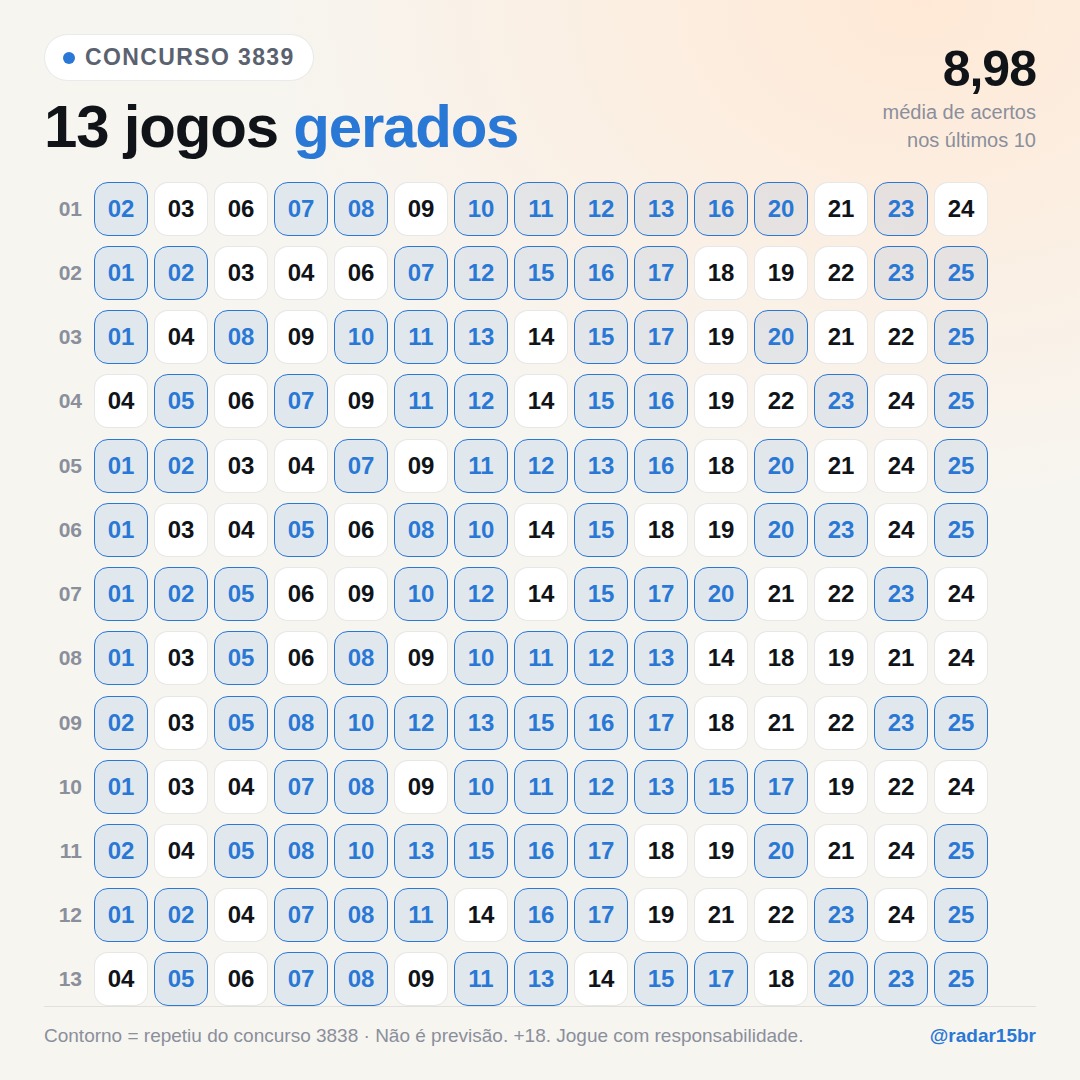 CONCURSO 3839
13 jogos gerados
8,98
média de acertos
nos últimos 10
01 02 03 06 07 08 09 10 11 12 13 16 20 21 23 24
02 01 02 03 04 06 07 12 15 16 17 18 19 22 23 25
03 01 04 08 09 10 11 13 14 15 17 19 20 21 22 25
04 04 05 06 07 09 11 12 14 15 16 19 22 23 24 25
05 01 02 03 04 07 09 11 12 13 16 18 20 21 24 25
06 01 03 04 05 06 08 10 14 15 18 19 20 23 24 25
07 01 02 05 06 09 10 12 14 15 17 20 21 22 23 24
08 01 03 05 06 08 09 10 11 12 13 14 18 19 21 24
09 02 03 05 08 10 12 13 15 16 17 18 21 22 23 25
10 01 03 04 07 08 09 10 11 12 13 15 17 19 22 24
11 02 04 05 08 10 13 15 16 17 18 19 20 21 24 25
12 01 02 04 07 08 11 14 16 17 19 21 22 23 24 25
13 04 05 06 07 08 09 11 13 14 15 17 18 20 23 25
Contorno = repetiu do concurso 3838 · Não é previsão. +18. Jogue com responsabilidade.
@radar15br